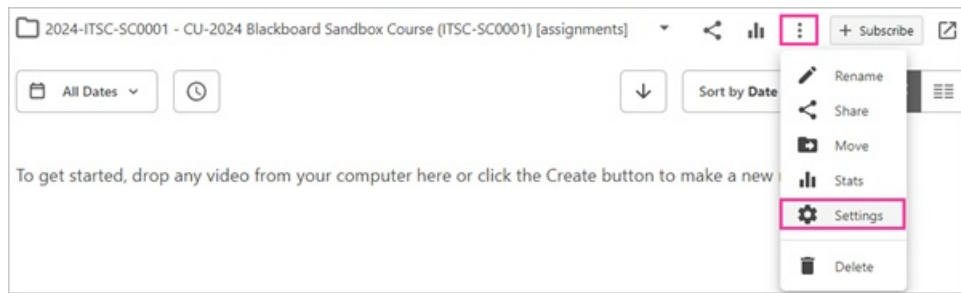 2024-ITSC-SC0001 - CU-2024 Blackboard Sandbox Course (ITSC-SC0001) [assignments]
+ Subscribe
All Dates
Sort by Date
Rename
Share
Move
Stats
Settings
Delete
To get started, drop any video from your computer here or click the Create button to make a new